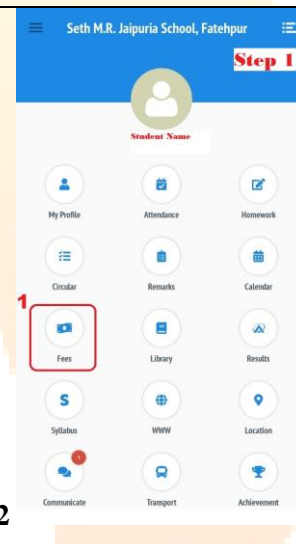 Seth M.R. Jaipuria School, Fatehpur
Step 1
Student Name
My Profile Attendance Homework
Circular Remarks Calendar
1
Fees Library Results
S
Syllabus WWW Location
1
Communicate Transport Achievement
2